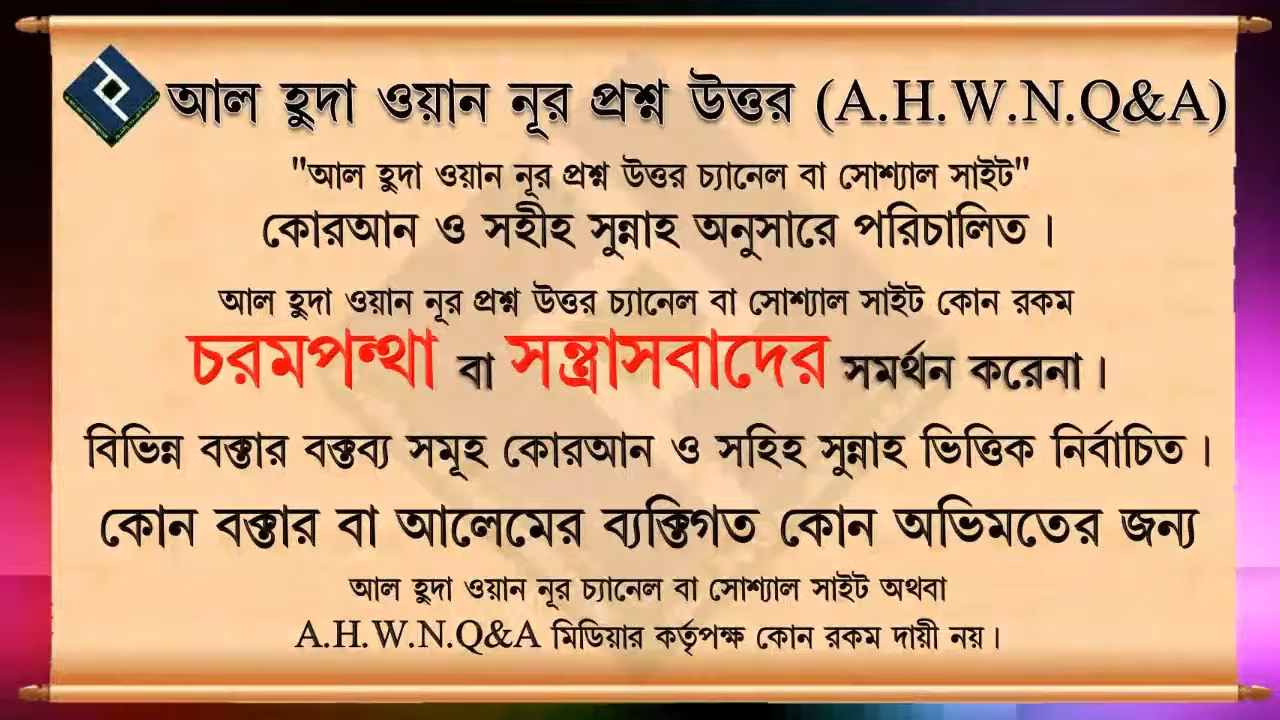 আল হুদা ওয়ান নূর প্রশ্ন উত্তর (A.H.W.N.Q&A)
"আল হুদা ওয়ান নূর প্রশ্ন উত্তর চ্যানেল বা সোশ্যাল সাইট"
কোরআন ও সহীহ সুন্নাহ অনুসারে পরিচালিত ।
আল হুদা ওয়ান নূর প্রশ্ন উত্তর চ্যানেল বা সোশ্যাল সাইট কোন রকম
চরমপন্থা বা সন্ত্রাসবাদের সমর্থন করেনা ।
বিভিন্ন বক্তার বক্তব্য সমূহ কোরআন ও সহিহ সুন্নাহ ভিত্তিক নির্বাচিত ।
কোন বক্তার বা আলেমের ব্যক্তিগত কোন অভিমতের জন্য
আল হুদা ওয়ান নূর চ্যানেল বা সোশ্যাল সাইট অথবা
A.H.W.N.Q&A মিডিয়ার কর্তৃপক্ষ কোন রকম দায়ী নয় ।